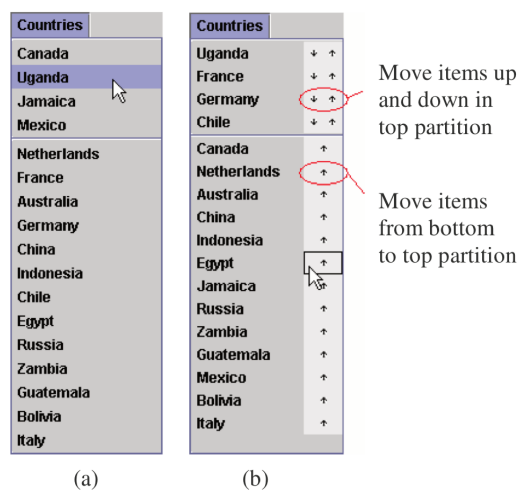 Countries
Canada
Uganda
Jamaica
Mexico
Netherlands
France
Australia
Germany
China
Indonesia
Chile
Egypt
Russia
Zambia
Guatemala
Bolivia
Italy
(a)
Countries
Uganda
France
Germany
Chile
Canada
Netherlands
Australia
China
Indonesia
Egypt
Jamaica
Russia
Zambia
Guatemala
Mexico
Bolivia
Italy
(b)
Move items up
and down in
top partition
Move items
from bottom
to top partition